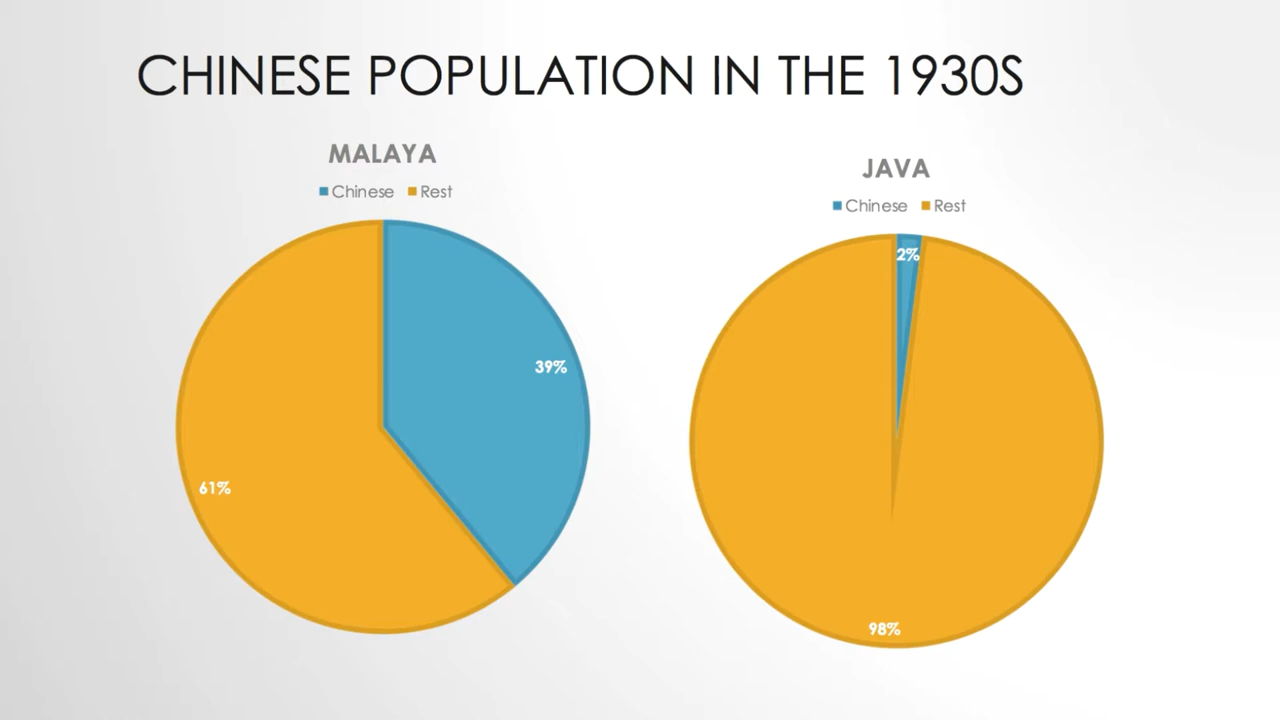 CHINESE POPULATION IN THE 1930S
MALAYA
Chinese Rest
39%
61%
JAVA
Chinese Rest
2%
98%